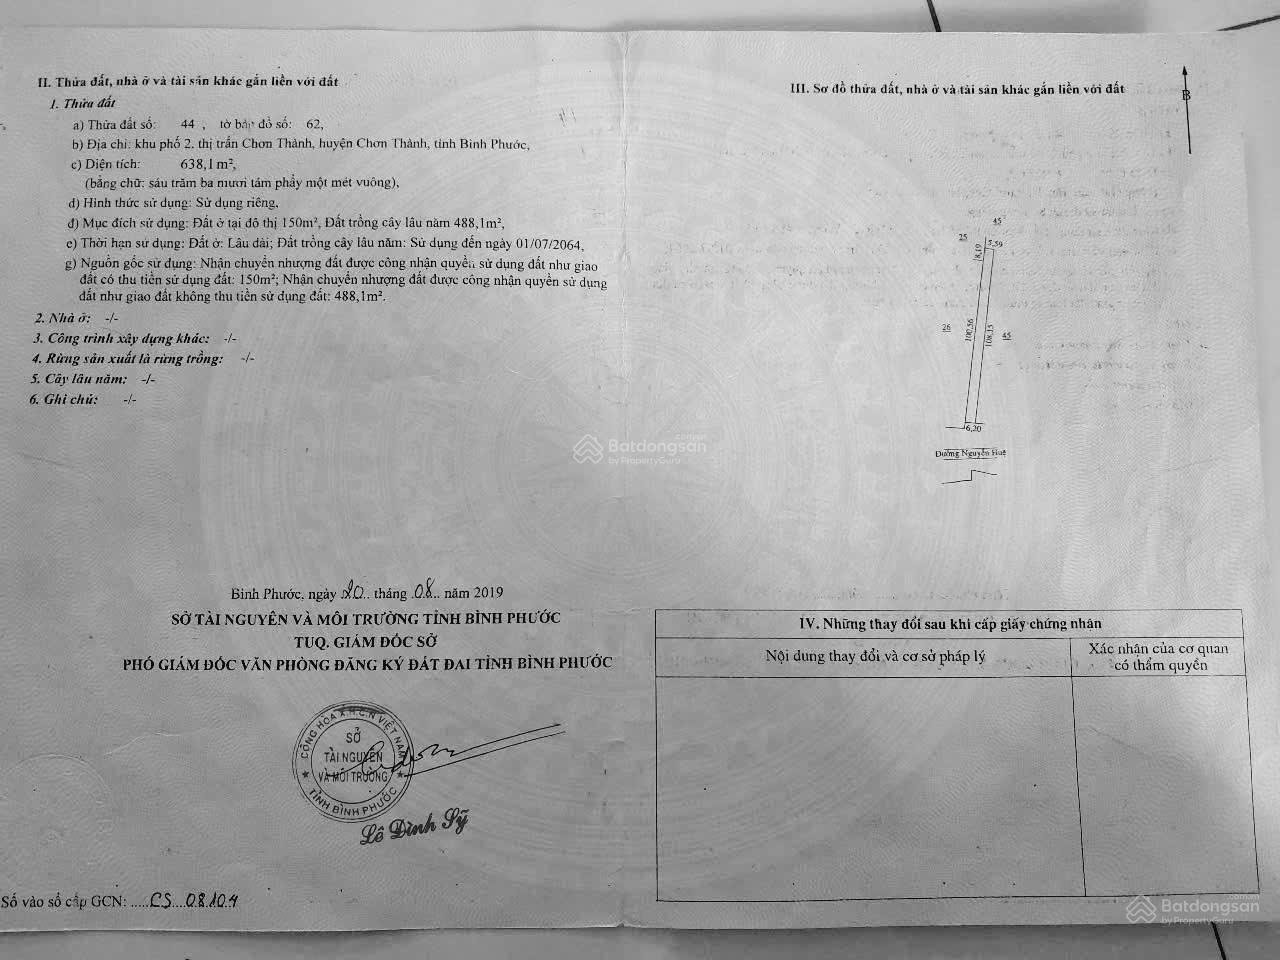 II. Thửa đất, nhà ở và tài sản khác gắn liền với đất
1. Thửa đất
a) Thửa đất số: 44 , tờ bản đồ số: 62,
b) Địa chỉ: khu phố 2, thị trấn Chơn Thành, huyện Chơn Thành, tỉnh Bình Phước,
c) Diện tích: 638,1 m²,
(bằng chữ: sáu trăm ba mươi tám phẩy một mét vuông),
d) Hình thức sử dụng: Sử dụng riêng,
đ) Mục đích sử dụng: Đất ở tại đô thị 150m², Đất trồng cây lâu năm 488,1m²,
e) Thời hạn sử dụng: Đất ở: Lâu dài; Đất trồng cây lâu năm: Sử dụng đến ngày 01/07/2064,
g) Nguồn gốc sử dụng: Nhận chuyển nhượng đất được công nhận quyền sử dụng đất như giao
đất có thu tiền sử dụng đất: 150m²; Nhận chuyển nhượng đất được công nhận quyền sử dụng
đất như giao đất không thu tiền sử dụng đất: 488,1m².
2. Nhà ở: -/-
3. Công trình xây dựng khác: -/-
4. Rừng sản xuất là rừng trồng: -/-
5. Cây lâu năm: -/-
6. Ghi chú: -/-
Bình Phước, ngày 20.. tháng .08.. năm 2019
SỞ TÀI NGUYÊN VÀ MÔI TRƯỜNG TỈNH BÌNH PHƯỚC
TUQ. GIÁM ĐỐC SỞ
PHÓ GIÁM ĐỐC VĂN PHÒNG ĐĂNG KÝ ĐẤT ĐAI TỈNH BÌNH PHƯỚC
CỘNG HÒA X.H.C.N VIỆT NAM
SỞ
TÀI NGUYÊN
VÀ MÔI TRƯỜNG
TỈNH BÌNH PHƯỚC
Lê Đình Sỹ
Số vào sổ cấp GCN: .....CS....08104
III. Sơ đồ thửa đất, nhà ở và tài sản khác gắn liền với đất
B
45
25
5,59
8,19
26
100,56
108,15
45
6,20
Đường Nguyễn Huệ
IV. Những thay đổi sau khi cấp giấy chứng nhận
Nội dung thay đổi và cơ sở pháp lý
Xác nhận của cơ quan
có thẩm quyền
Batdongsan.com.vn
by PropertyGuru
Batdongsan.com.vn
by PropertyGuru